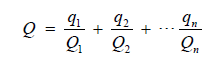 Q = q₁/Q₁ + q₂/Q₂ + ⋯ qₙ/Qₙ